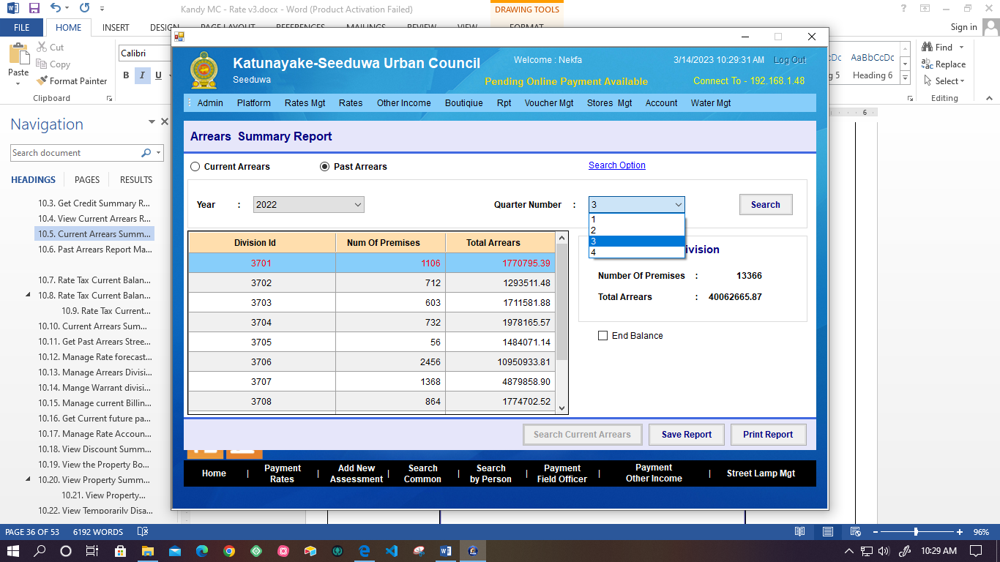 Kandy MC - Rate v3.docx - Word (Product Activation Failed)
DRAWING TOOLS
FILE HOME INSERT DESIGN PAGE LAYOUT REFERENCES MAILINGS REVIEW VIEW FORMAT
Sign in
Paste
Cut
Copy
Format Painter
Clipboard
Calibri
B I U
AaBbCcDc
Heading 6
Find
Replace
Select
Editing
Navigation
Search document
HEADINGS PAGES RESULTS
10.3. Get Credit Summary R...
10.4. View Current Arrears R...
10.5. Current Arrears Summ...
10.6. Past Arrears Report Ma...
10.7. Rate Tax Current Balan...
10.8. Rate Tax Current Balan...
10.9. Rate Tax Current...
10.10. Current Arrears Sum...
10.11. Get Past Arrears Stree...
10.12. Manage Rate forecast...
10.13. Manage Arrears Divisi...
10.14. Mange Warrant divisi...
10.15. Manage current Billin...
10.16. Get Current future pa...
10.17. Manage Rate Accoun...
10.18. View Discount Summ...
10.19. View the Property Bo...
10.20. View Property Summ...
10.21. View Property...
10.22. View Temporarily Disa...
6
Katunayake-Seeduwa Urban Council
Seeduwa
Welcome : Nekfa
3/14/2023 10:29:31 AM Log Out
Pending Online Payment Available
Connect To - 192.168.1.48
Admin Platform Rates Mgt Rates Other Income Boutiqiue Rpt Voucher Mgt Stores Mgt Account Water Mgt
Arrears Summary Report
Current Arrears Past Arrears Search Option
Year : 2022 Quarter Number : 3 Search
1
2
3
4
Division Id Num Of Premises Total Arrears
3701 1106 1770795.39
3702 712 1293511.48
3703 603 1711581.88
3704 732 1978165.57
3705 56 1484071.14
3706 2456 10950933.81
3707 1368 4879858.90
3708 864 1774702.52
Number Of Premises : 13366
Total Arrears : 40062665.87
End Balance
Search Current Arrears Save Report Print Report
Home | Payment Rates | Add New Assessment | Search Common | Search by Person | Payment Field Officer | Payment Other Income | Street Lamp Mgt
PAGE 36 OF 53 6192 WORDS
96%
10:29 AM